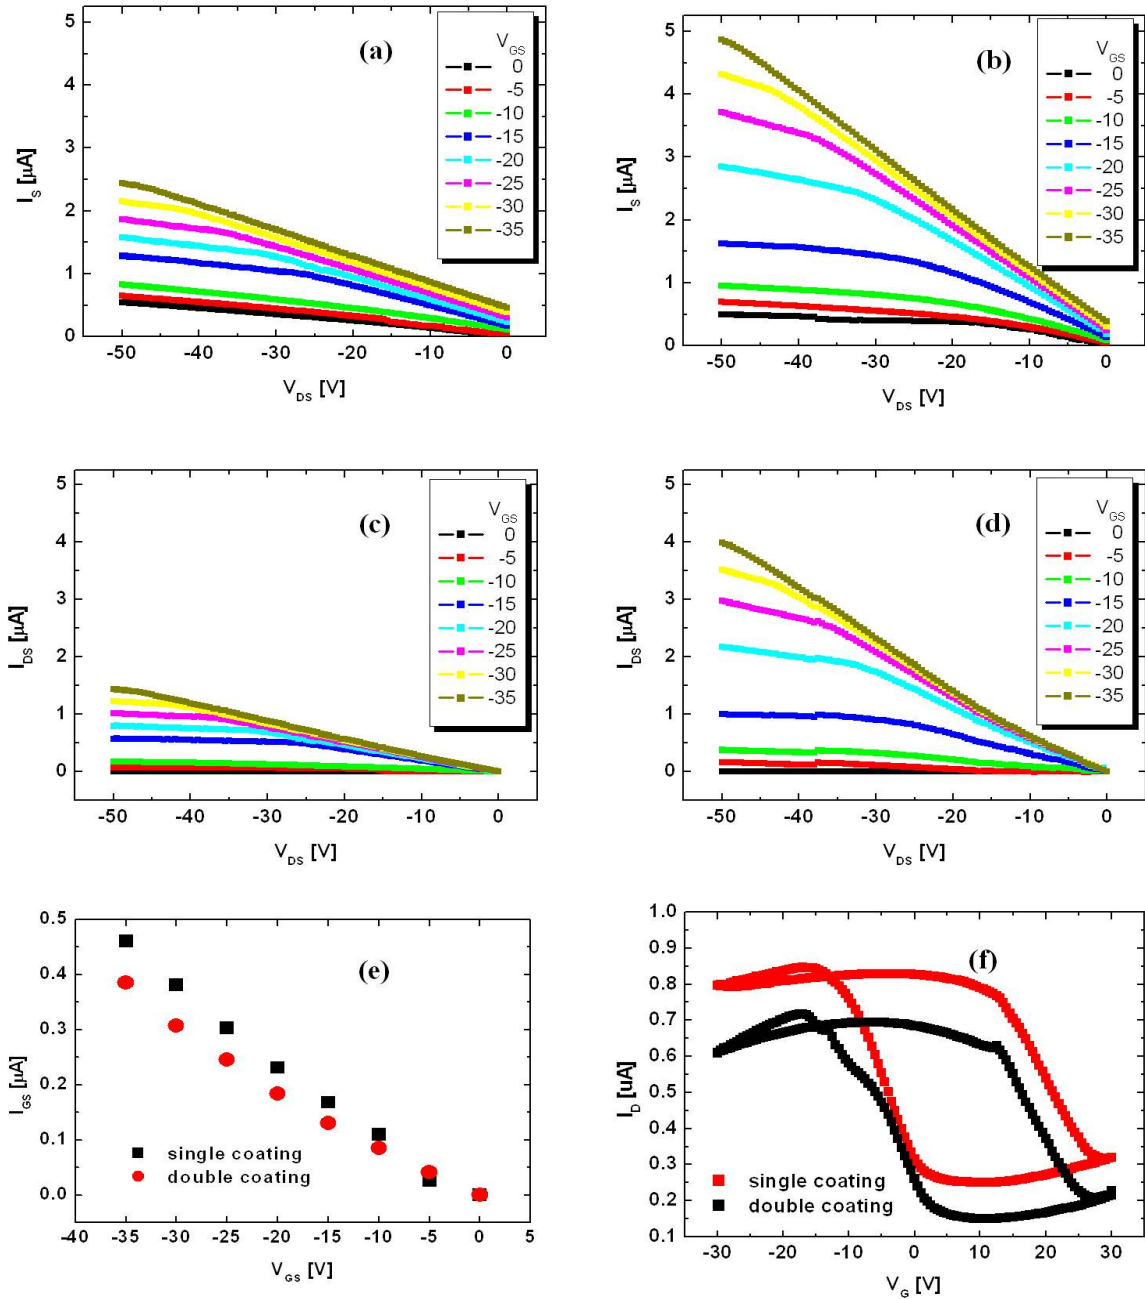 (a)
V_GS
0
-5
-10
-15
-20
-25
-30
-35
5
4
3
2
1
0
I_S [μA]
-50 -40 -30 -20 -10 0
V_DS [V]
(b)
V_GS
0
-5
-10
-15
-20
-25
-30
-35
5
4
3
2
1
0
I_S [μA]
-50 -40 -30 -20 -10 0
V_DS [V]
(c)
V_GS
0
-5
-10
-15
-20
-25
-30
-35
5
4
3
2
1
0
I_DS [μA]
-50 -40 -30 -20 -10 0
V_DS [V]
(d)
V_GS
0
-5
-10
-15
-20
-25
-30
-35
5
4
3
2
1
0
I_DS [μA]
-50 -40 -30 -20 -10 0
V_DS [V]
(e)
0.5
0.4
0.3
0.2
0.1
0.0
I_GS [μA]
single coating
double coating
-40 -35 -30 -25 -20 -15 -10 -5 0 5
V_GS [V]
(f)
1.0
0.9
0.8
0.7
0.6
0.5
0.4
0.3
0.2
0.1
I_D [μA]
single coating
double coating
-30 -20 -10 0 10 20 30
V_G [V]